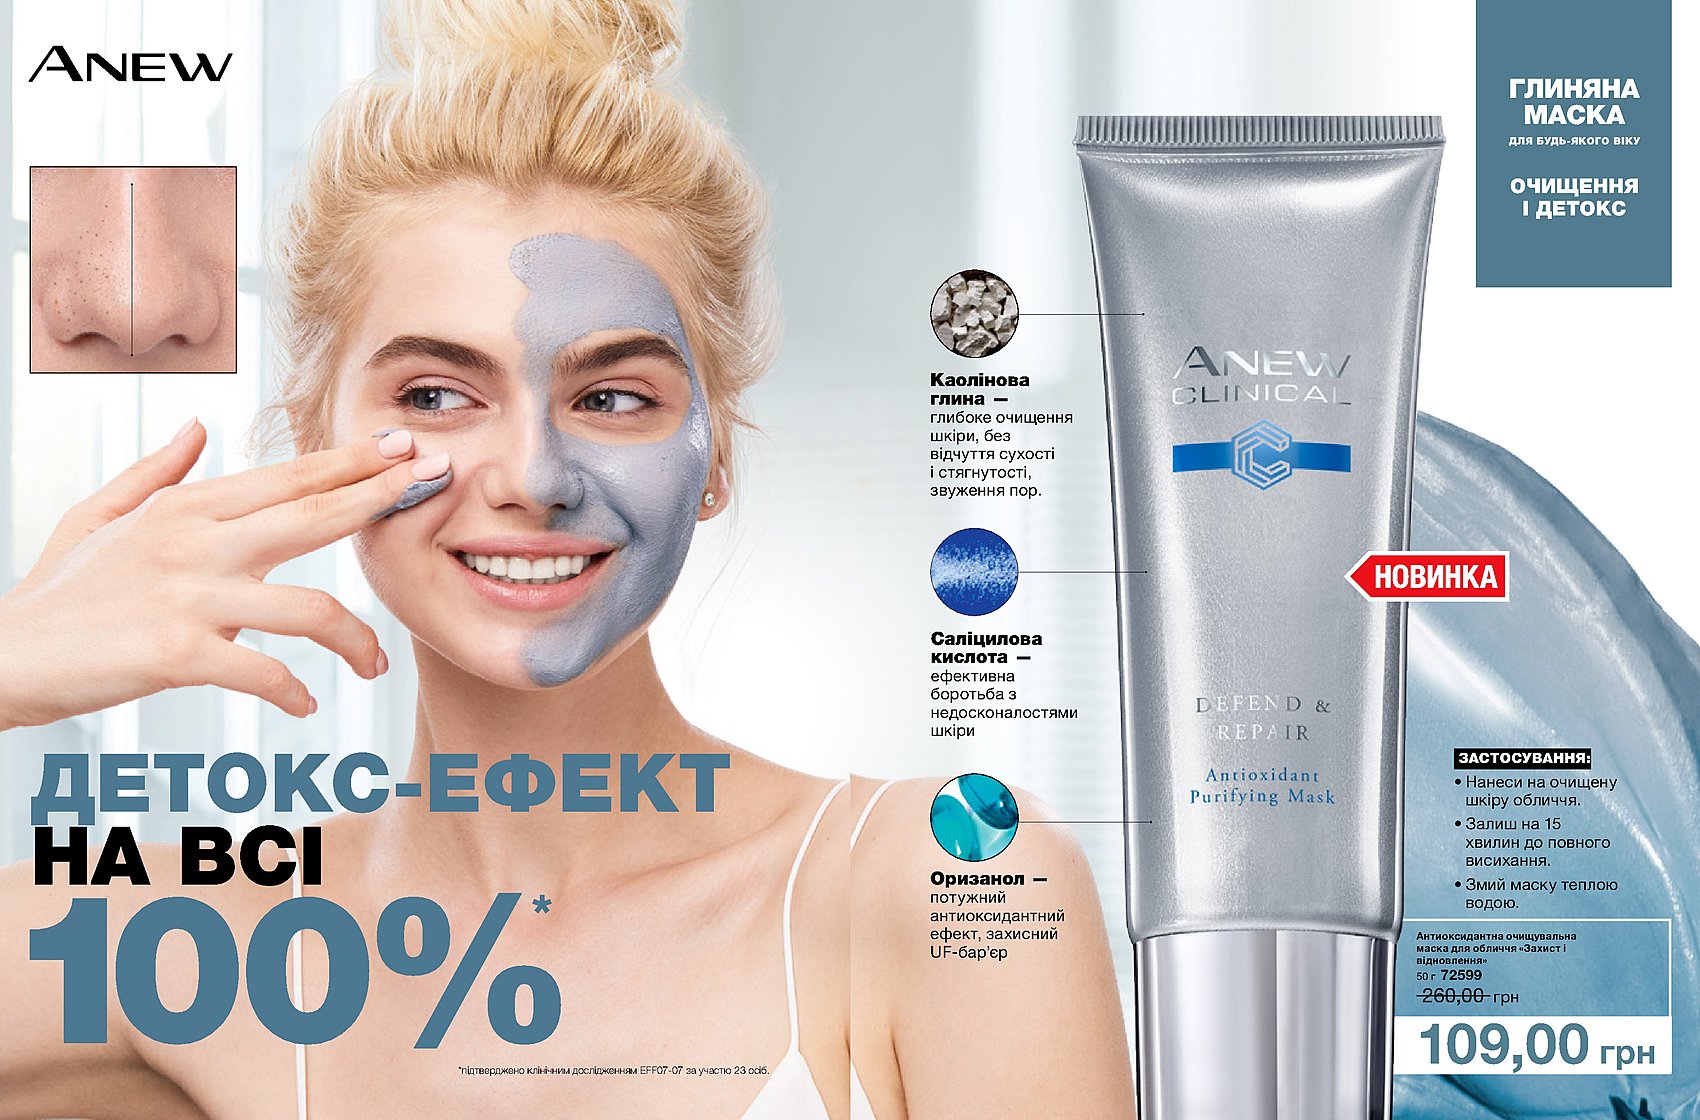 ANEW
ДЕТОКС-ЕФЕКТ
НА ВСІ
100%*
*підтверджено клінічним дослідженням EFF07-07 за участю 23 осіб.
ГЛИНЯНА
МАСКА
ДЛЯ БУДЬ-ЯКОГО ВІКУ
ОЧИЩЕННЯ
І ДЕТОКС
Каолінова
глина —
глибоке очищення
шкіри, без
відчуття сухості
і стягнутості,
звуження пор.
Саліцилова
кислота —
ефективна
боротьба з
недосконалостями
шкіри
Оризанол —
потужний
антиоксидантний
ефект, захисний
UF-бар’єр
ANEW
CLINICAL
DEFEND &
REPAIR
Antioxidant
Purifying Mask
НОВИНКА
ЗАСТОСУВАННЯ:
• Нанеси на очищену
шкіру обличчя.
• Залиш на 15
хвилин до повного
висихання.
• Змий маску теплою
водою.
Антиоксидантна очищувальна
маска для обличчя «Захист і
відновлення»
50 г 72599
260,00 грн
109,00 грн